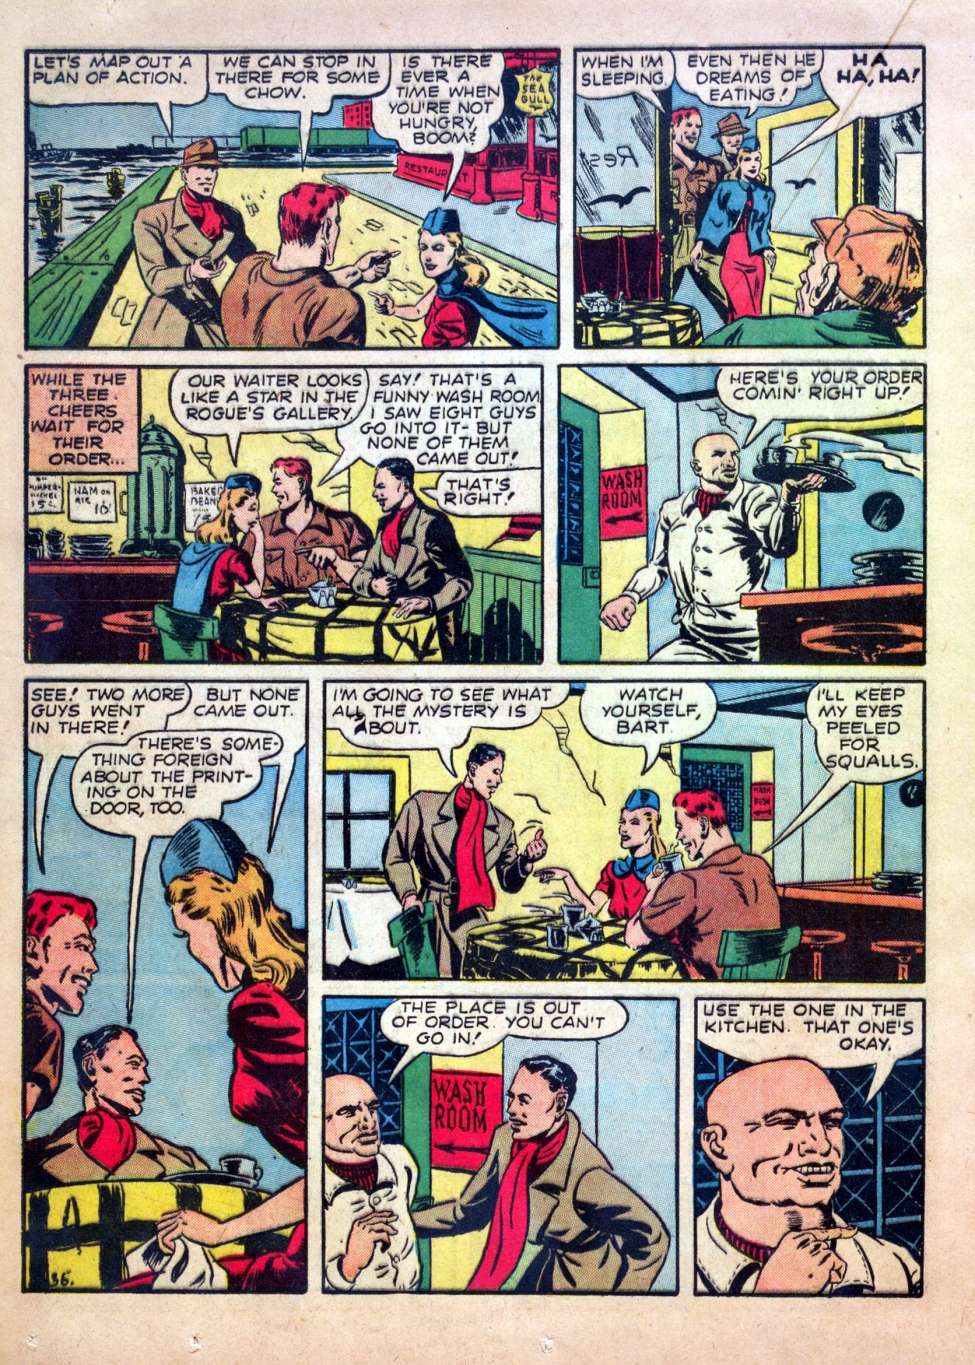 LET'S MAP OUT A
PLAN OF ACTION.
WE CAN STOP IN
THERE FOR SOME
CHOW.
IS THERE
EVER A
TIME WHEN
YOU'RE NOT
HUNGRY,
BOOM?
The
SEA
GULL
RESTAURANT
WHEN I'M
SLEEPING
EVEN THEN HE
DREAMS OF
EATING!
HA
HA, HA!
Res
WHILE THE
THREE
CHEERS
WAIT FOR
THEIR
ORDER...
OUR WAITER LOOKS
LIKE A STAR IN THE
ROGUE'S GALLERY.
SAY! THAT'S A
FUNNY WASH ROOM.
I SAW EIGHT GUYS
GO INTO IT- BUT
NONE OF THEM
CAME OUT!
THAT'S
RIGHT!
HAM ON
RYE
10¢
BAKED
BEANS
15¢
HERE'S YOUR ORDER
COMIN' RIGHT UP!
WASH
ROOM
SEE! TWO MORE
GUYS WENT
IN THERE!
BUT NONE
CAME OUT.
THERE'S SOME-
THING FOREIGN
ABOUT THE PRINT-
ING ON THE
DOOR, TOO.
36.
I'M GOING TO SEE WHAT
ALL THE MYSTERY IS
ABOUT.
WATCH
YOURSELF,
BART.
I'LL KEEP
MY EYES
PEELED
FOR
SQUALLS.
WASH
ROOM
THE PLACE IS OUT
OF ORDER. YOU CAN'T
GO IN!
WASH
ROOM
USE THE ONE IN THE
KITCHEN. THAT ONE'S
OKAY.